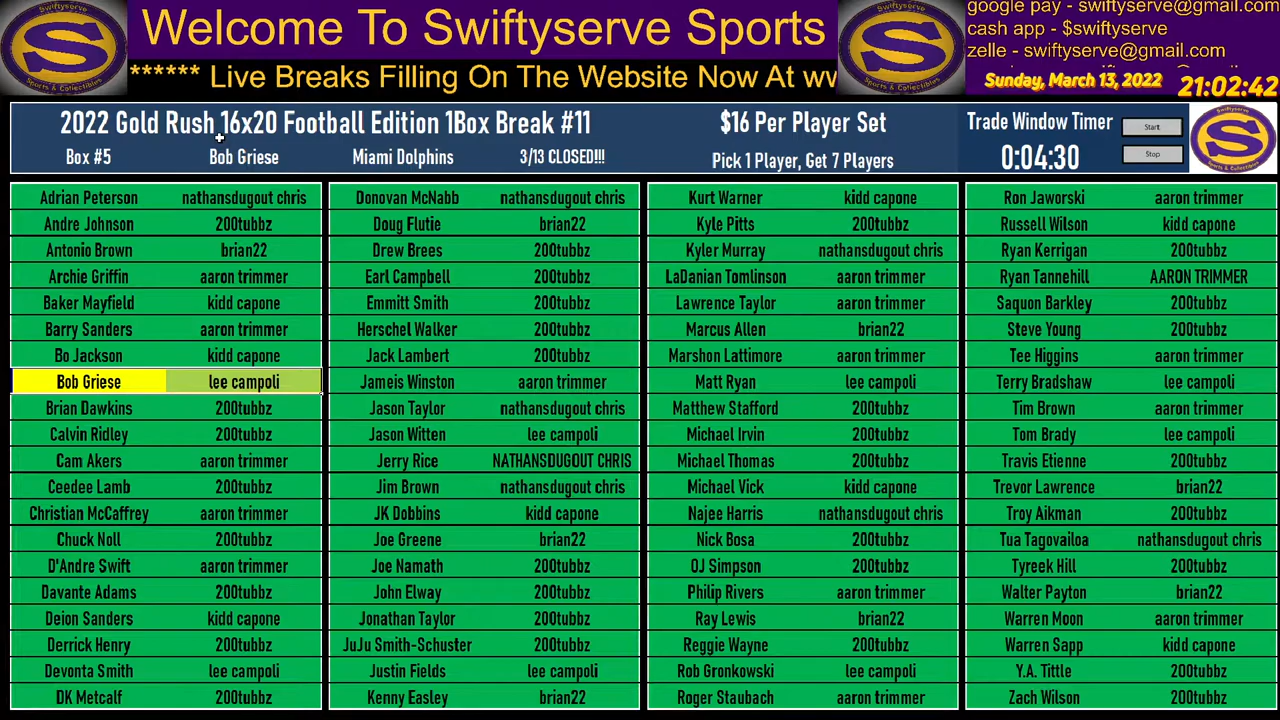 Welcome To Swiftyserve Sports
****** Live Breaks Filling On The Website Now At
google pay - swiftyserve@gmail.com
cash app - $swiftyserve
zelle - swiftyserve@gmail.com
Sunday, March 13, 2022 21:02:42
2022 Gold Rush 16x20 Football Edition 1Box Break #11 $16 Per Player Set Trade Window Timer Start
Box #5 Bob Griese Miami Dolphins 3/13 CLOSED!!! Pick 1 Player, Get 7 Players 0:04:30 Stop
Adrian Peterson nathansdugout chris Donovan McNabb nathansdugout chris Kurt Warner kidd capone Ron Jaworski aaron trimmer
Andre Johnson 200tubbz Doug Flutie brian22 Kyle Pitts 200tubbz Russell Wilson kidd capone
Antonio Brown brian22 Drew Brees 200tubbz Kyler Murray nathansdugout chris Ryan Kerrigan 200tubbz
Archie Griffin aaron trimmer Earl Campbell 200tubbz LaDanian Tomlinson aaron trimmer Ryan Tannehill AARON TRIMMER
Baker Mayfield kidd capone Emmitt Smith 200tubbz Lawrence Taylor aaron trimmer Saquon Barkley 200tubbz
Barry Sanders aaron trimmer Herschel Walker 200tubbz Marcus Allen brian22 Steve Young 200tubbz
Bo Jackson kidd capone Jack Lambert 200tubbz Marshon Lattimore aaron trimmer Tee Higgins 200tubbz
Bob Griese lee campoli Jameis Winston aaron trimmer Matt Ryan lee campoli Terry Bradshaw lee campoli
Brian Dawkins 200tubbz Jason Taylor nathansdugout chris Matthew Stafford 200tubbz Tim Brown aaron trimmer
Calvin Ridley 200tubbz Jason Witten lee campoli Michael Irvin 200tubbz Tom Brady lee campoli
Cam Akers aaron trimmer Jerry Rice NATHANSDUGOUT CHRIS Michael Thomas 200tubbz Travis Etienne 200tubbz
Ceedee Lamb 200tubbz Jim Brown nathansdugout chris Michael Vick kidd capone Trevor Lawrence brian22
Christian McCaffrey aaron trimmer JK Dobbins kidd capone Najee Harris nathansdugout chris Troy Aikman 200tubbz
Chuck Noll 200tubbz Joe Greene brian22 Nick Bosa 200tubbz Tua Tagovailoa nathansdugout chris
D'Andre Swift aaron trimmer Joe Namath 200tubbz OJ Simpson 200tubbz Tyreek Hill 200tubbz
Davante Adams 200tubbz John Elway 200tubbz Philip Rivers aaron trimmer Walter Payton brian22
Deion Sanders kidd capone Jonathan Taylor 200tubbz Ray Lewis brian22 Warren Moon aaron trimmer
Derrick Henry 200tubbz JuJu Smith-Schuster 200tubbz Reggie Wayne 200tubbz Warren Sapp kidd capone
Devonta Smith lee campoli Justin Fields lee campoli Rob Gronkowski lee campoli Y.A. Tittle 200tubbz
DK Metcalf 200tubbz Kenny Easley brian22 Roger Staubach aaron trimmer Zach Wilson 200tubbz